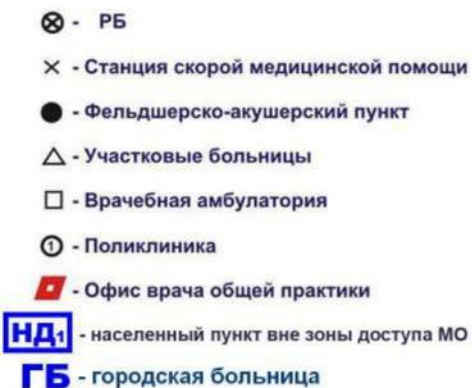 - РБ
- Станция скорой медицинской помощи
- Фельдшерско-акушерский пункт
- Участковые больницы
- Врачебная амбулатория
1 - Поликлиника
- Офис врача общей практики
НД1 - населенный пункт вне зоны доступа МО
ГБ - городская больница